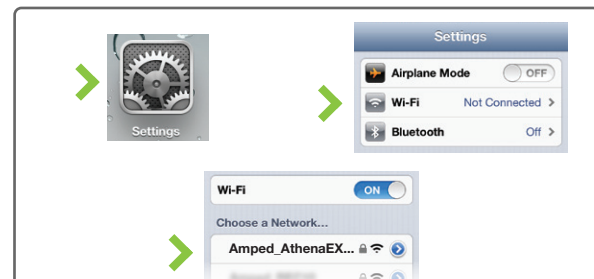 Settings
Settings
Airplane Mode OFF
Wi-Fi Not Connected
Bluetooth Off
Wi-Fi ON
Choose a Network...
Amped_AthenaEX...